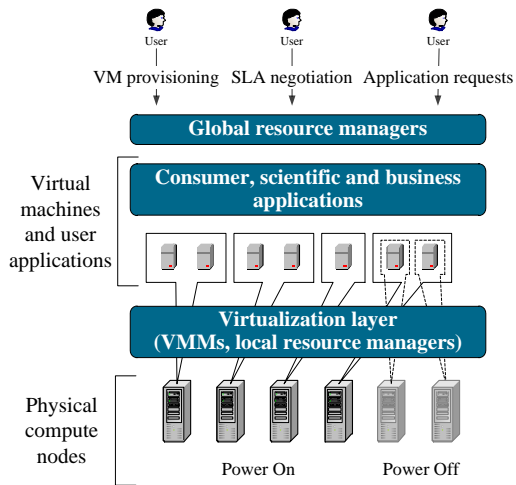 User
User
User
VM provisioning
SLA negotiation
Application requests
Global resource managers
Consumer, scientific and business
applications
Virtual
machines
and user
applications
Virtualization layer
(VMMs, local resource managers)
Physical
compute
nodes
Power On
Power Off